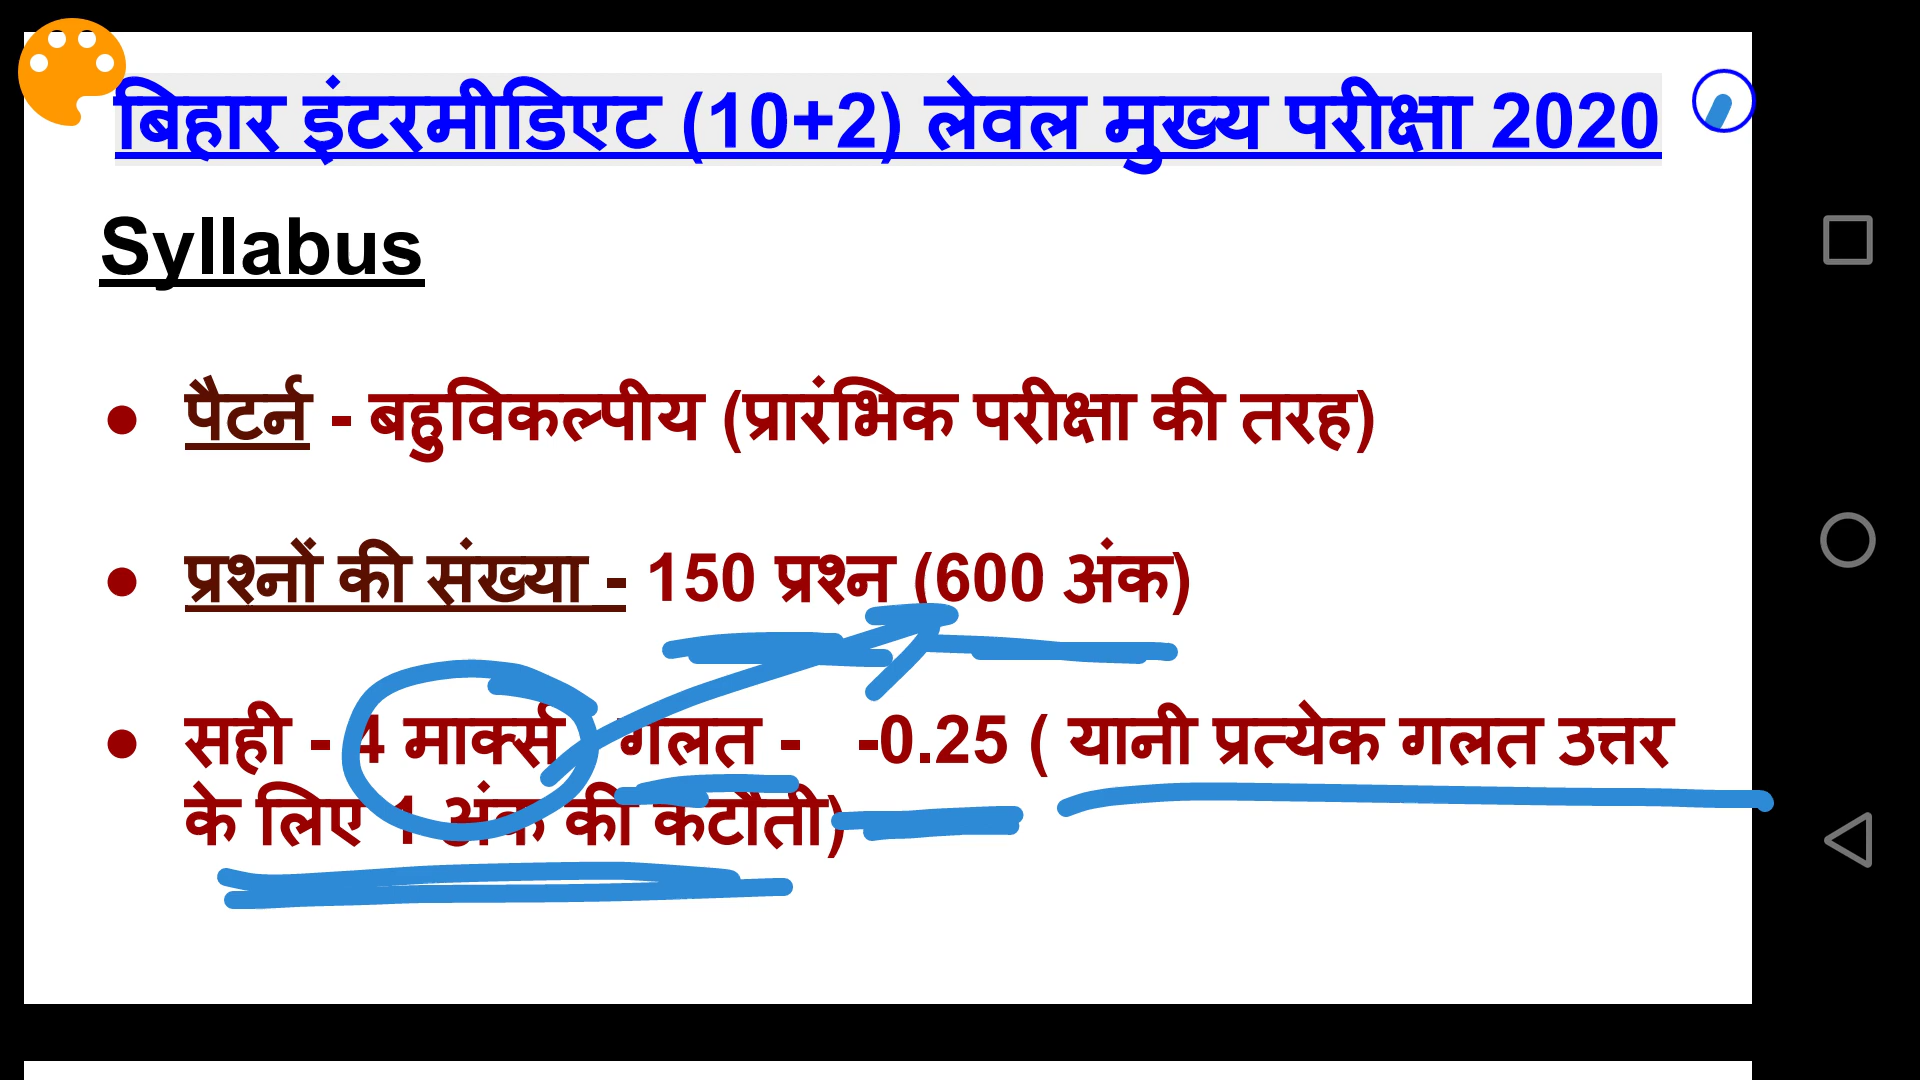 बिहार इंटरमीडिएट (10+2) लेवल मुख्य परीक्षा 2020
Syllabus
● पैटर्न - बहुविकल्पीय (प्रारंभिक परीक्षा की तरह)
● प्रश्नों की संख्या - 150 प्रश्न (600 अंक)
● सही - 4 मार्क्स गलत - -0.25 ( यानी प्रत्येक गलत उत्तर
के लिए 1 अंक की कटौती)